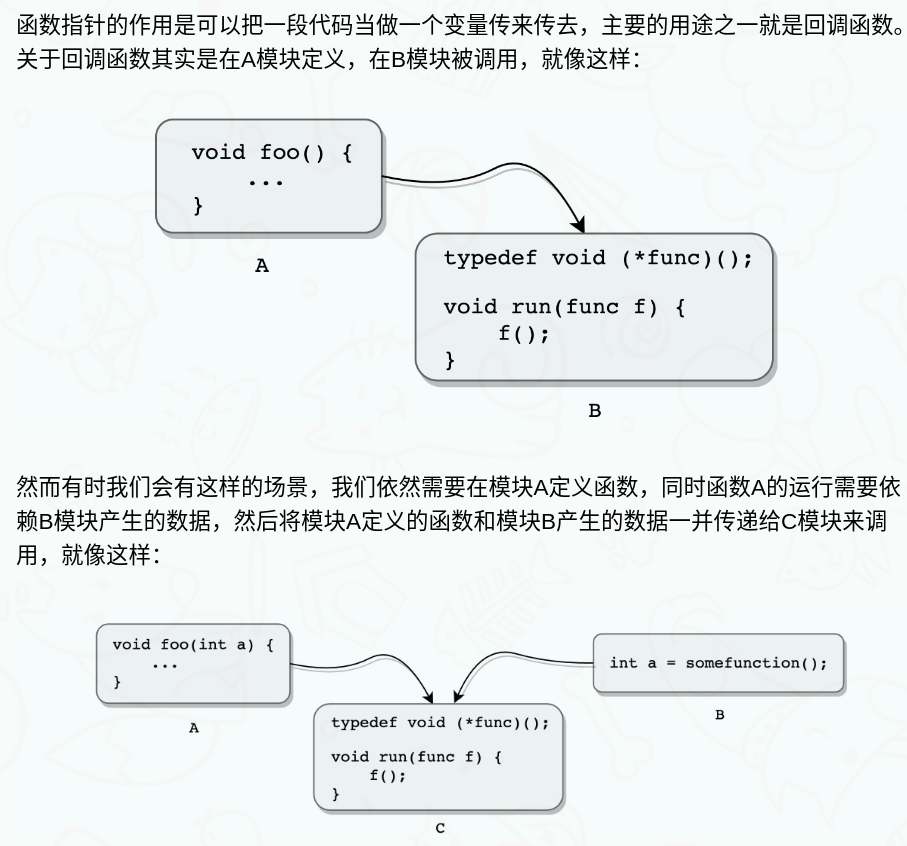 函数指针的作用是可以把一段代码当做一个变量传来传去，主要的用途之一就是回调函数。
关于回调函数其实是在A模块定义，在B模块被调用，就像这样：
void foo() {
...
}
A
typedef void (*func)();
void run(func f) {
f();
}
B
然而有时我们会有这样的场景，我们依然需要在模块A定义函数，同时函数A的运行需要依
赖B模块产生的数据，然后将模块A定义的函数和模块B产生的数据一并传递给C模块来调
用，就像这样：
void foo(int a) {
...
}
A
int a = somefunction();
B
typedef void (*func)();
void run(func f) {
f();
}
C